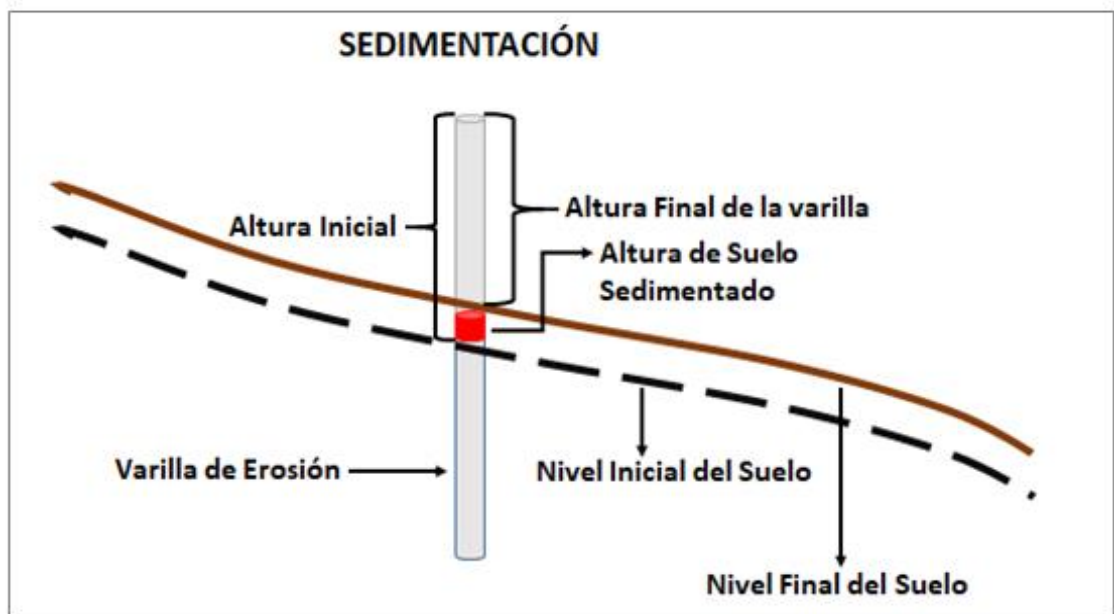 SEDIMENTACIÓN
Altura Inicial
Altura Final de la varilla
Altura de Suelo
Sedimentado
Varilla de Erosión
Nivel Inicial del Suelo
Nivel Final del Suelo